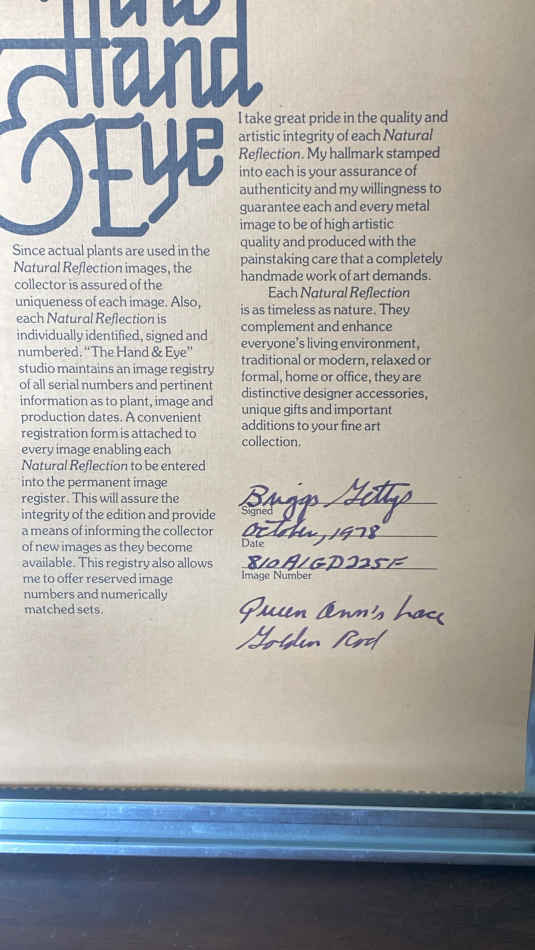 Hand
& Eye
Since actual plants are used in the
Natural Reflection images, the
collector is assured of the
uniqueness of each image. Also,
each Natural Reflection is
individually identified, signed and
numbered. “The Hand & Eye”
studio maintains an image registry
of all serial numbers and pertinent
information as to plant, image and
production dates. A convenient
registration form is attached to
every image enabling each
Natural Reflection to be entered
into the permanent image
register. This will assure the
integrity of the edition and provide
a means of informing the collector
of new images as they become
available. This registry also allows
me to offer reserved image
numbers and numerically
matched sets.
I take great pride in the quality and
artistic integrity of each Natural
Reflection. My hallmark stamped
into each is your assurance of
authenticity and my willingness to
guarantee each and every metal
image to be of high artistic
quality and produced with the
painstaking care that a completely
handmade work of art demands.
Each Natural Reflection
is as timeless as nature. They
complement and enhance
everyone’s living environment,
traditional or modern, relaxed or
formal, home or office, they are
distinctive designer accessories,
unique gifts and important
additions to your fine art
collection.
Briggs Gettys
Signed
October, 1978
Date
810A1GD225F
Image Number
Queen Ann's Lace
Golden Rod